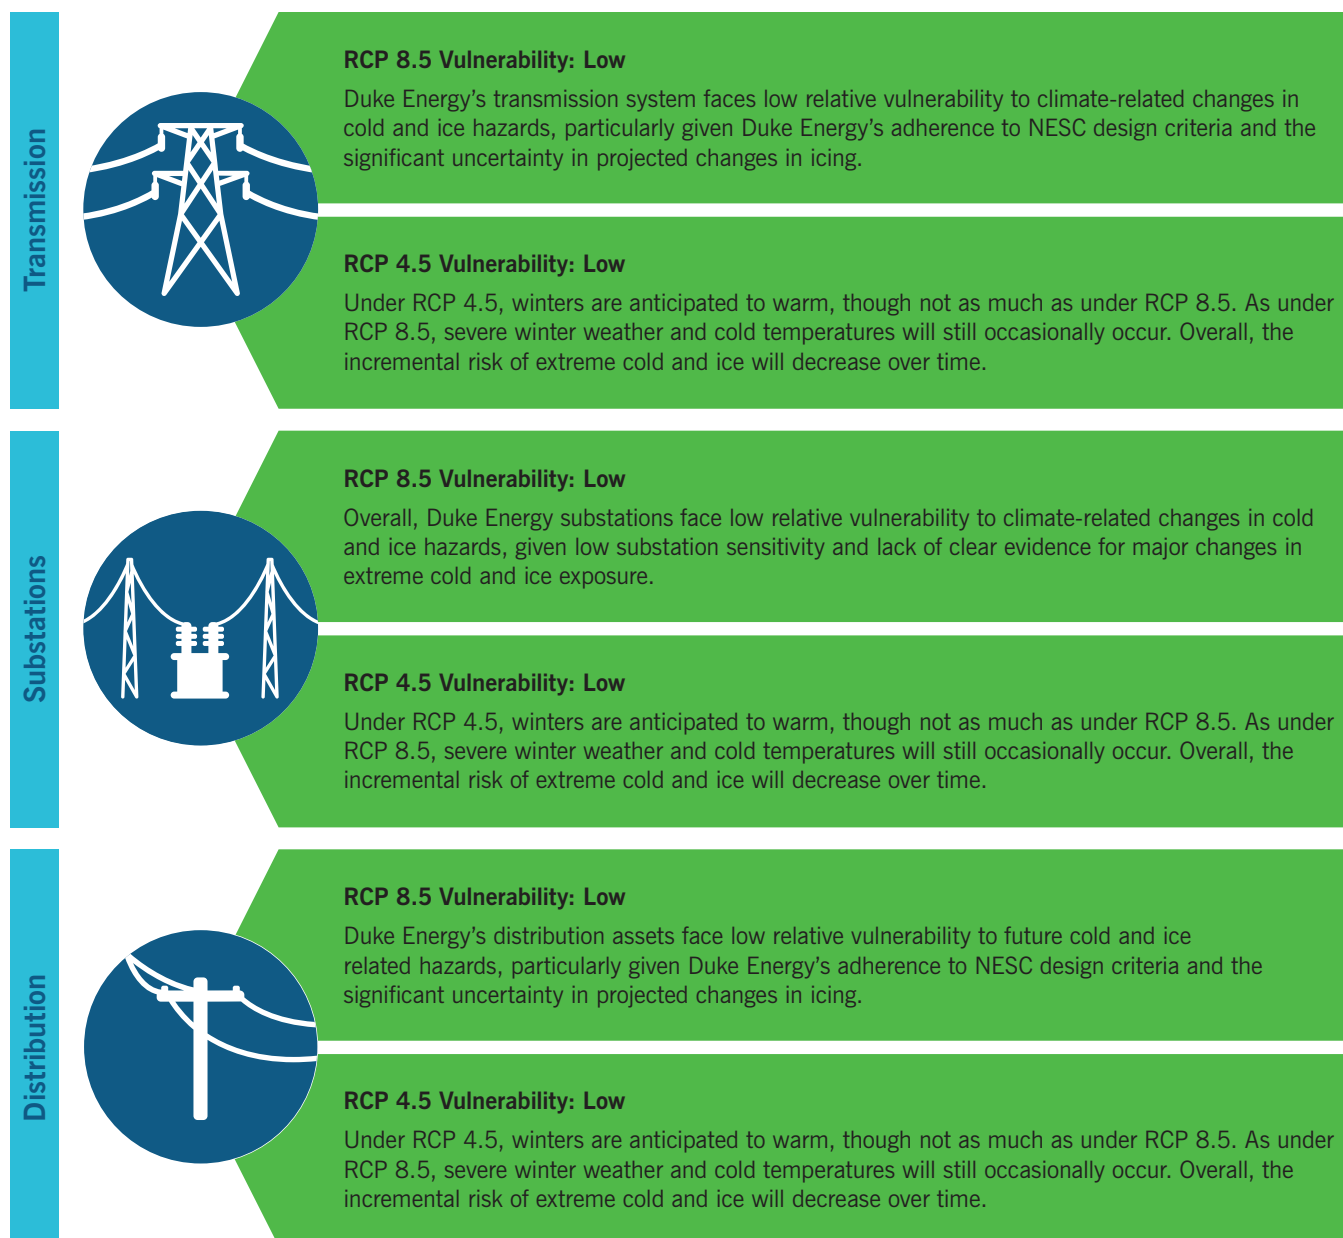 Transmission
RCP 8.5 Vulnerability: Low
Duke Energy's transmission system faces low relative vulnerability to climate-related changes in
cold and ice hazards, particularly given Duke Energy's adherence to NESC design criteria and the
significant uncertainty in projected changes in icing.
RCP 4.5 Vulnerability: Low
Under RCP 4.5, winters are anticipated to warm, though not as much as under RCP 8.5. As under
RCP 8.5, severe winter weather and cold temperatures will still occasionally occur. Overall, the
incremental risk of extreme cold and ice will decrease over time.
Substations
RCP 8.5 Vulnerability: Low
Overall, Duke Energy substations face low relative vulnerability to climate-related changes in cold
and ice hazards, given low substation sensitivity and lack of clear evidence for major changes in
extreme cold and ice exposure.
RCP 4.5 Vulnerability: Low
Under RCP 4.5, winters are anticipated to warm, though not as much as under RCP 8.5. As under
RCP 8.5, severe winter weather and cold temperatures will still occasionally occur. Overall, the
incremental risk of extreme cold and ice will decrease over time.
Distribution
RCP 8.5 Vulnerability: Low
Duke Energy's distribution assets face low relative vulnerability to future cold and ice
related hazards, particularly given Duke Energy's adherence to NESC design criteria and the
significant uncertainty in projected changes in icing.
RCP 4.5 Vulnerability: Low
Under RCP 4.5, winters are anticipated to warm, though not as much as under RCP 8.5. As under
RCP 8.5, severe winter weather and cold temperatures will still occasionally occur. Overall, the
incremental risk of extreme cold and ice will decrease over time.